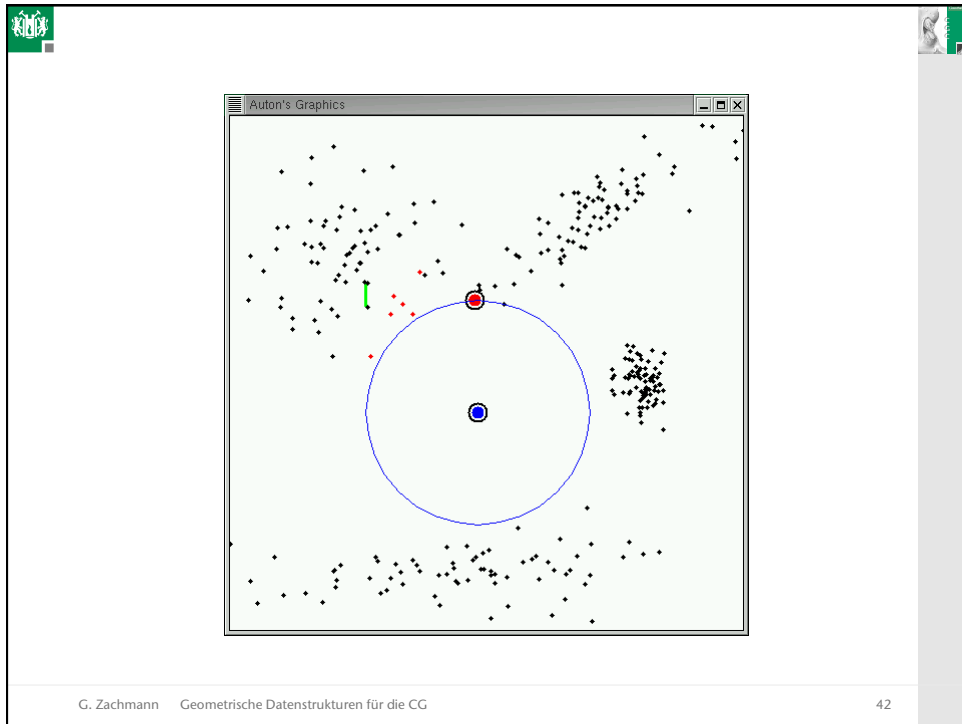 Auton's Graphics
G. Zachmann Geometrische Datenstrukturen für die CG 42